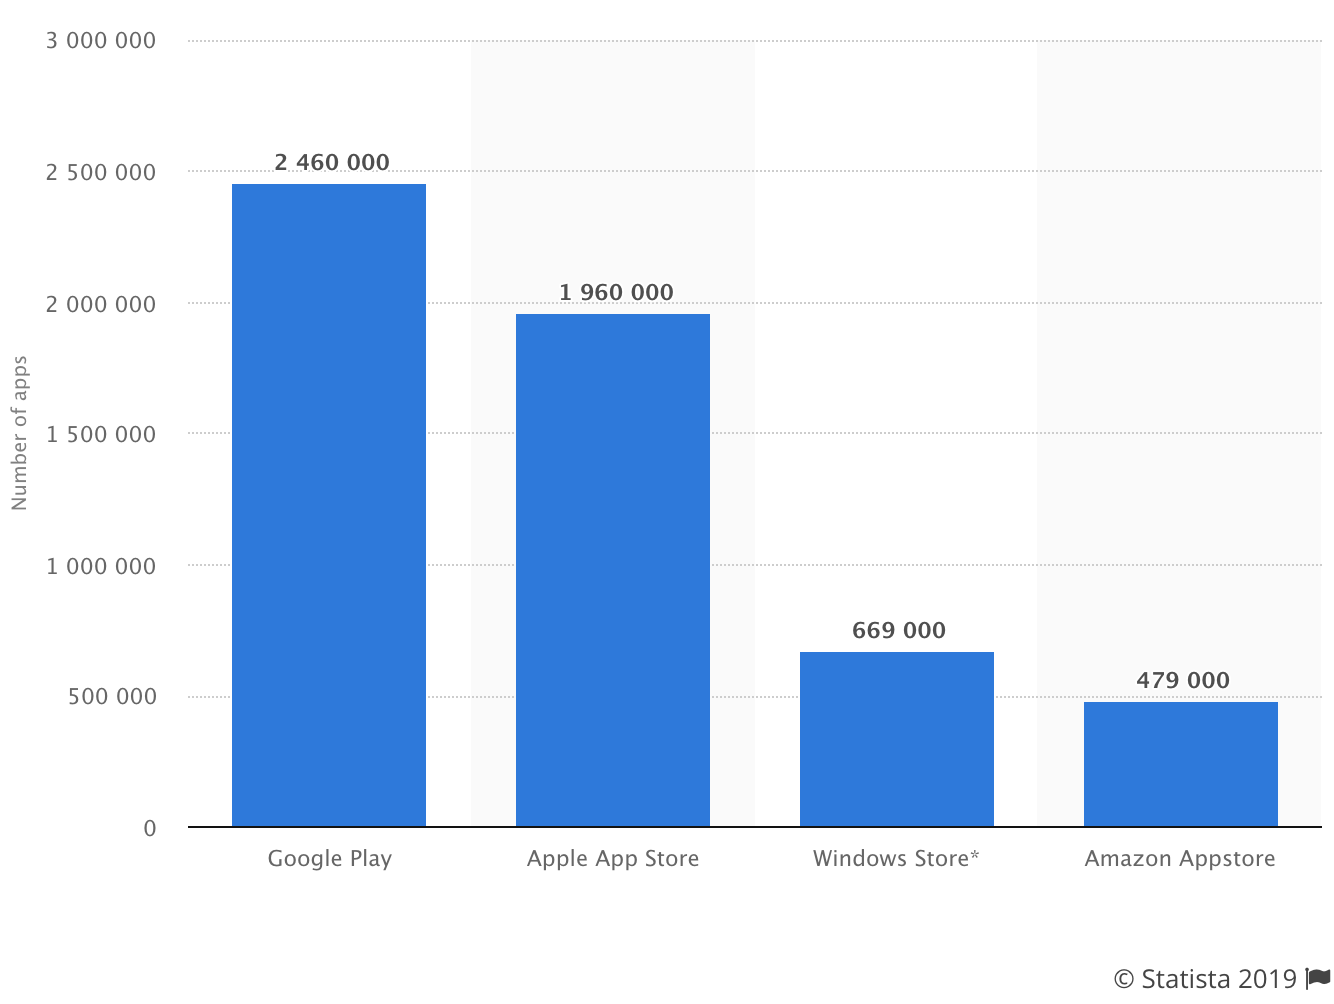 3 000 000
2 500 000
2 000 000
1 500 000
1 000 000
500 000
0
Number of apps
2 460 000
1 960 000
669 000
479 000
Google Play
Apple App Store
Windows Store*
Amazon Appstore
© Statista 2019